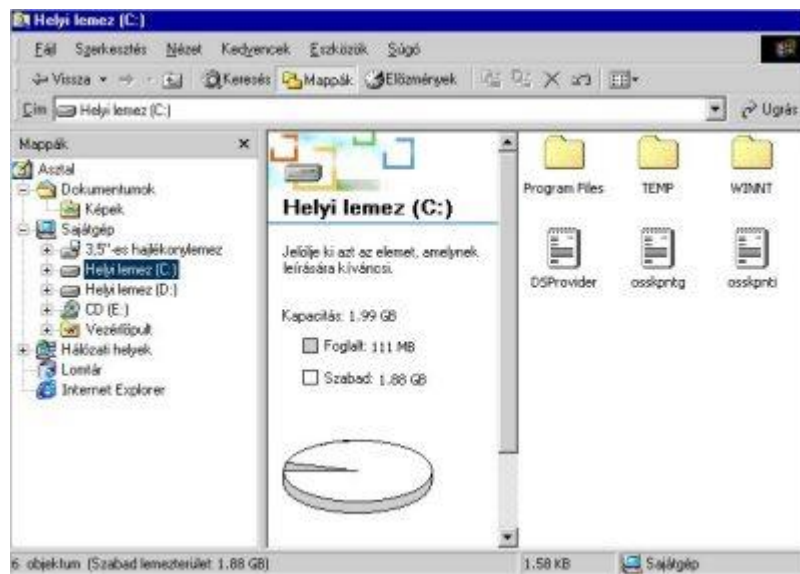 Helyi lemez (C:)
Fájl Szerkesztés Nézet Kedvencek Eszközök Súgó
Vissza Keresés Mappák Előzmények
Cím Helyi lemez (C:) Ugrás
Mappák
Asztal
Dokumentumok
Képek
Sajátgép
3,5"-es hajlékonylemez
Helyi lemez (C:)
Helyi lemez (D:)
CD (E:)
Vezérlőpult
Hálózati helyek
Lomtár
Internet Explorer
Helyi lemez (C:)
Jelölje ki azt az elemet, amelynek
leírására kíváncsi.
Kapacitás: 1.99 GB
Foglalt: 111 MB
Szabad: 1.88 GB
Program Files TEMP WINNT
DSProvider osskpntg osskpnti
6 objektum (Szabad lemezterület: 1.88 GB) 1.58 KB Sajátgép